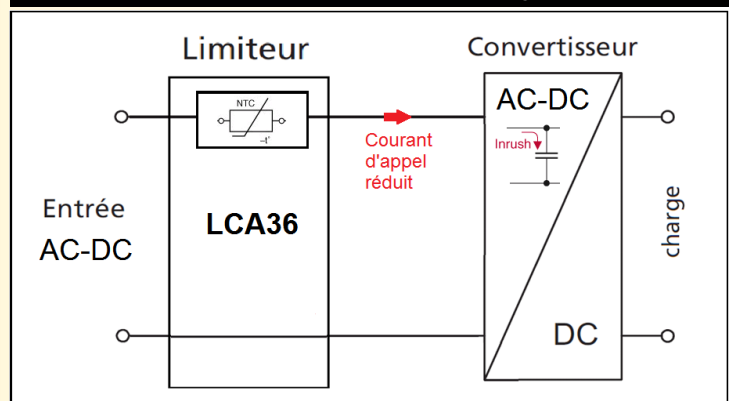 Limiteur
Convertisseur
NTC
–t°
AC-DC
Inrush
Courant
d'appel
réduit
Entrée
AC-DC
LCA36
charge
DC